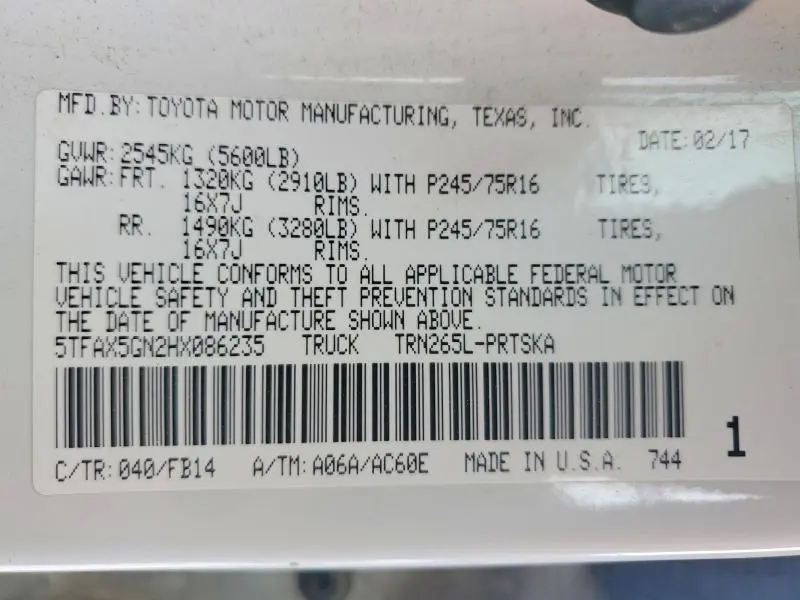 MFD.BY:TOYOTA MOTOR MANUFACTURING, TEXAS, INC.
DATE:02/17
GVWR:2545KG (5600LB)
GAWR:FRT. 1320KG (2910LB) WITH P245/75R16 TIRES,
16X7J RIMS.
RR. 1490KG (3280LB) WITH P245/75R16 TIRES,
16X7J RIMS.
THIS VEHICLE CONFORMS TO ALL APPLICABLE FEDERAL MOTOR
VEHICLE SAFETY AND THEFT PREVENTION STANDARDS IN EFFECT ON
THE DATE OF MANUFACTURE SHOWN ABOVE.
5TFAX5GN2HX086235 TRUCK TRN265L-PRTSKA
1
C/TR:040/FB14 A/TM:A06A/AC60E MADE IN U.S.A. 744